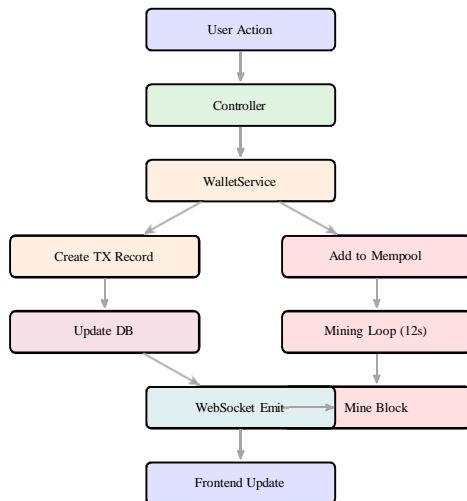 User Action
Controller
WalletService
Create TX Record
Add to Mempool
Update DB
Mining Loop (12s)
WebSocket Emit
Mine Block
Frontend Update